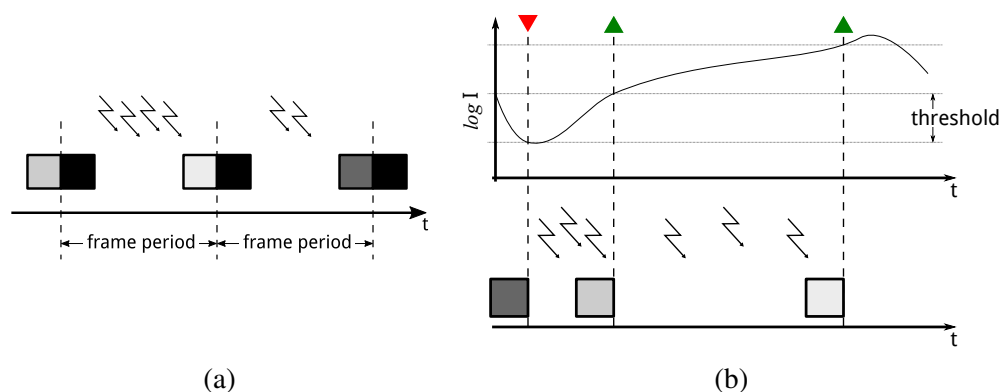 t
frame period
frame period
(a)
log I
threshold
t
t
(b)